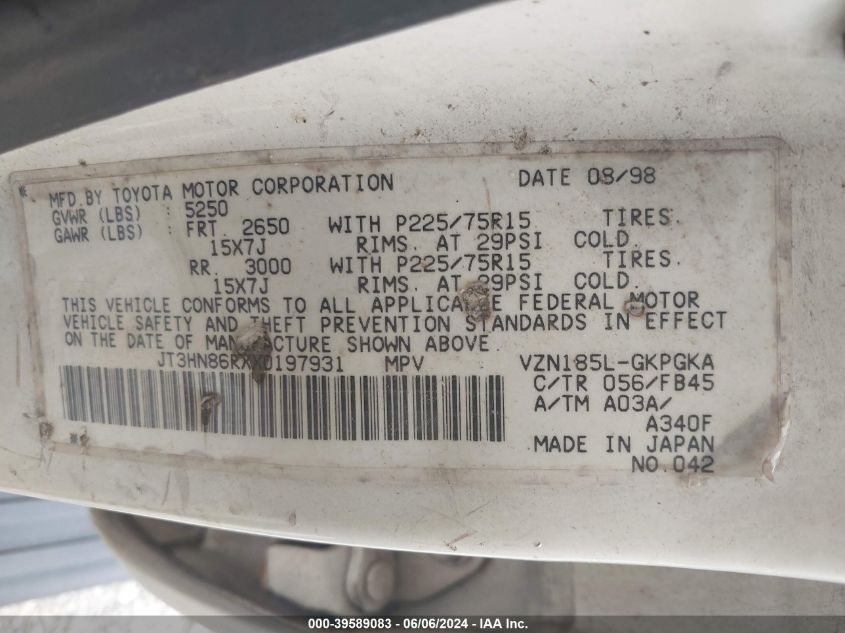 MFD.BY TOYOTA MOTOR CORPORATION DATE 08/98
GVWR (LBS) : 5250
GAWR (LBS) : FRT. 2650 WITH P225/75R15 TIRES.
15X7J RIMS. AT 29PSI COLD.
RR. 3000 WITH P225/75R15 TIRES.
15X7J RIMS. AT 29PSI COLD.
THIS VEHICLE CONFORMS TO ALL APPLICABLE FEDERAL MOTOR
VEHICLE SAFETY AND THEFT PREVENTION STANDARDS IN EFFECT
ON THE DATE OF MANUFACTURE SHOWN ABOVE.
JT3HN86RXX0197931 MPV VZN185L-GKPGKA
C/TR 056/FB45
A/TM A03A/
A340F
MADE IN JAPAN
NO.042
000-39589083 - 06/06/2024 - IAA Inc.